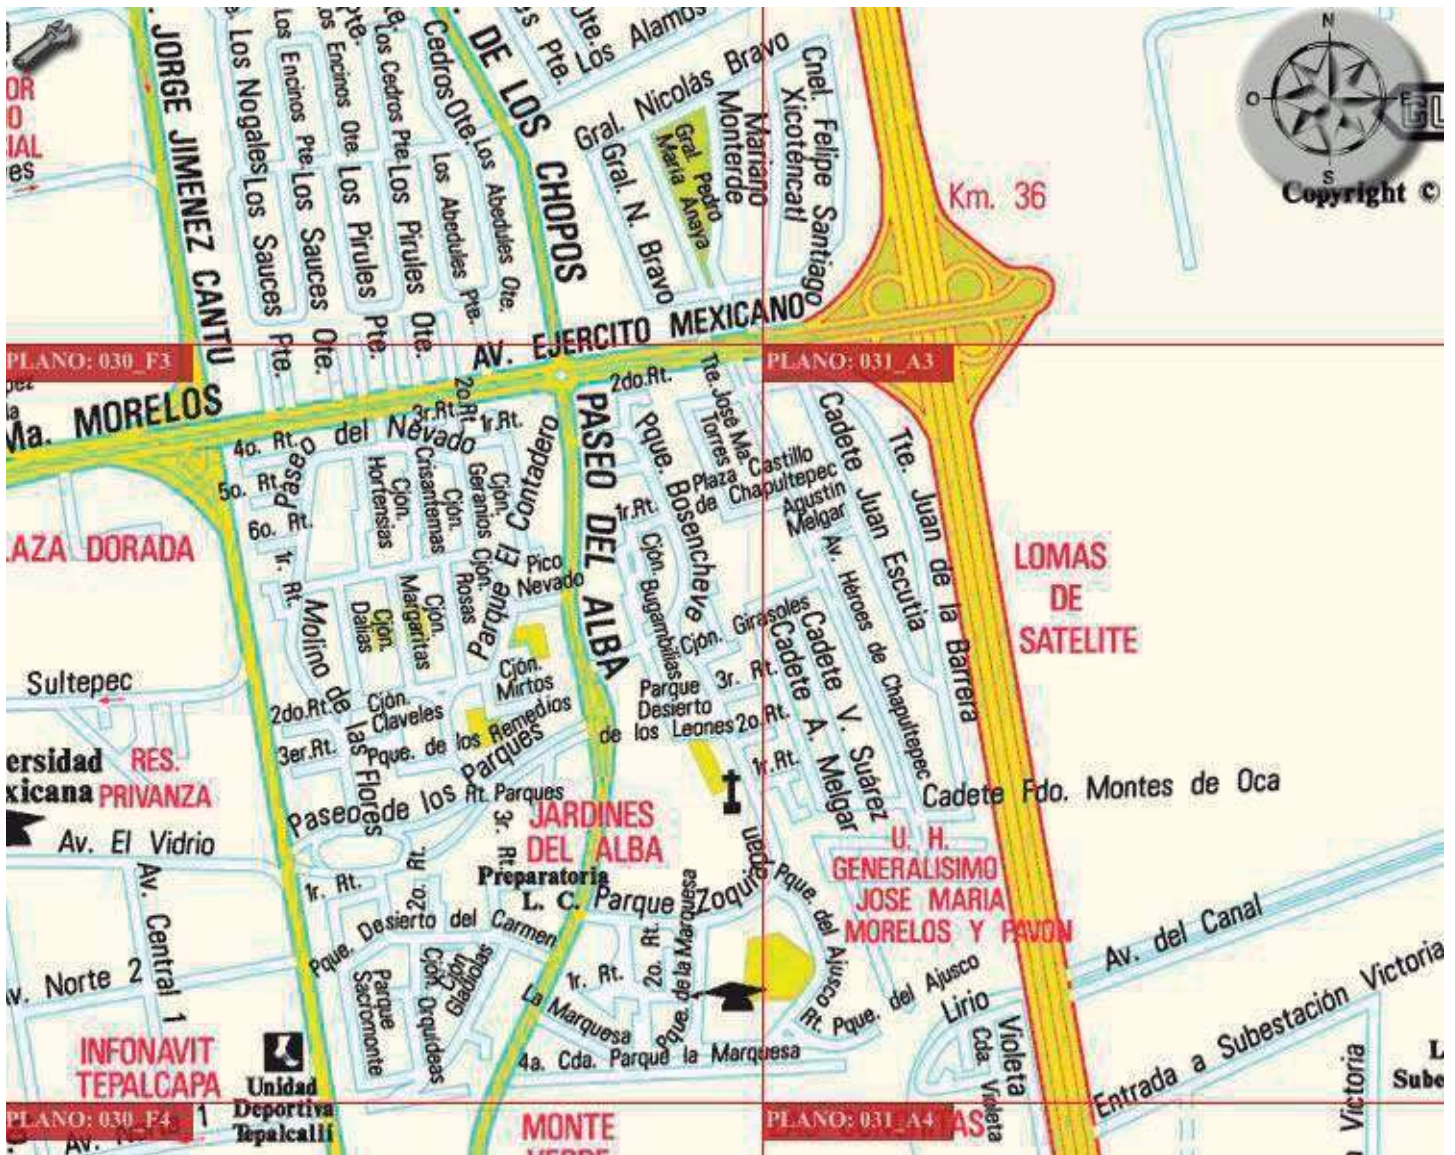 JORGE JIMENEZ CANTU
Los Nogales
Los Encinos Pte.
Los Encinos Ote.
Los Cedros Pte.
Cedros Ote.
DE LOS CHOPOS
Pte.
Ote.
Los Alamos
Gral. Nicolás Bravo
Gral. N. Bravo
Gral. Pedro
Maria Anaya
Mariano
Monterde
Xicoténcatl
Cnel. Felipe Santiago
N
E
S
O
Copyright ©
Km. 36
Los Sauces Pte.
Los Sauces Ote.
Los Pirules Pte.
Los Pirules Ote.
Los Abedules Pte.
Los Abedules Ote.
AV. EJERCITO MEXICANO
PLANO: 030_F3
PLANO: 031_A3
Ma. MORELOS
4o. Rt.
5o. Rt.
6o. Rt.
1r. Rt.
Paseo del Nevado
3r.Rt.
2o.Rt.
1r.Rt.
Cjón.
Hortensias
Cjón.
Crisantemas
Cjón.
Geranios
Parque El Contadero
PASEO DEL ALBA
2do.Rt.
Tte. José Ma.
Torres
Castillo
de Chapultepec
Plaza
Agustin
Melgar
Pque. Bosencheve
1r.Rt.
Cjón. Bugambilias
Cadete Juan Escutia
Tte. Juan de la Barrera
Av. Héroes de Chapultepec
LOMAS
DE
SATELITE
AZA DORADA
Pico
Nevado
Cjón.
Rosas
Cjón.
Margaritas
Cjón.
Dalias
Molino de las Flores
Cjón. Girasoles
Cadete V. Suárez
Cadete A. Melgar
3r. Rt.
2o.Rt.
1r.Rt.
Parque
Desierto
de los Leones
Sultepec
Cjón.
Mirtos
2do.Rt.
Cjón.
Claveles
3er.Rt.
Pque. de los Remedios
Paseo de los Parques
Rt. Parques
3r. Rt.
ersidad
xicana
RES.
PRIVANZA
Av. El Vidrio
Av. Central 1
Cadete Fdo. Montes de Oca
JARDINES
DEL ALBA
Preparatoria
L. C.
Parque Zoquiapan
Pque. del Ajusco
U. H.
GENERALISIMO
JOSE MARIA
MORELOS Y PAVON
1r. Rt.
2o. Rt.
Pque. Desierto del Carmen
Parque
Sacromonte
Cjón. Orquideas
Cjón
Gladiolas
La Marquesa
1r. Rt.
2o. Rt.
Pque. de la Marquesa
4a. Cda. Parque la Marquesa
Rt. Pque. del Ajusco
Av. del Canal
Entrada a Subestación Victoria
Lirio
Violeta
Cda. Violeta
Victoria
Norte 2
INFONAVIT
TEPALCAPA
Unidad
Deportiva
Tepalcalli
PLANO: 030_F4
PLANO: 031_A4
MONTE
VERDE